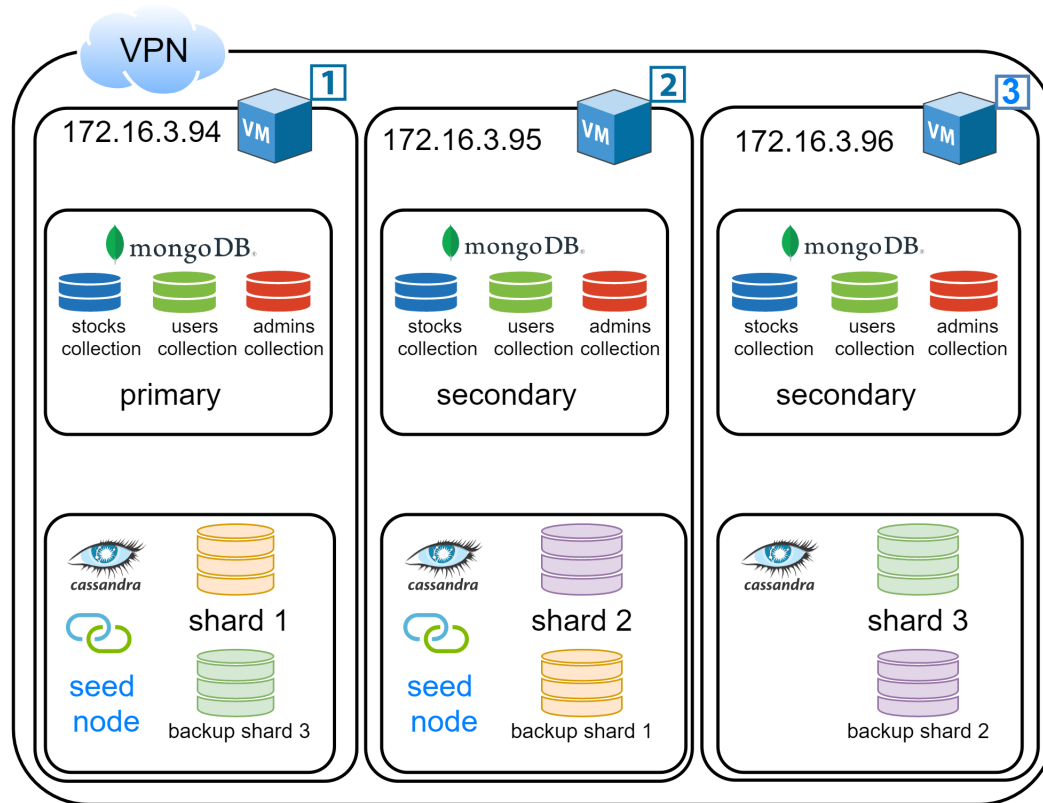 VPN
1
172.16.3.94
VM
mongoDB®
stocks
collection
users
collection
admins
collection
primary
cassandra
shard 1
seed
node
backup shard 3
2
172.16.3.95
VM
mongoDB®
stocks
collection
users
collection
admins
collection
secondary
cassandra
shard 2
seed
node
backup shard 1
3
172.16.3.96
VM
mongoDB®
stocks
collection
users
collection
admins
collection
secondary
cassandra
shard 3
backup shard 2